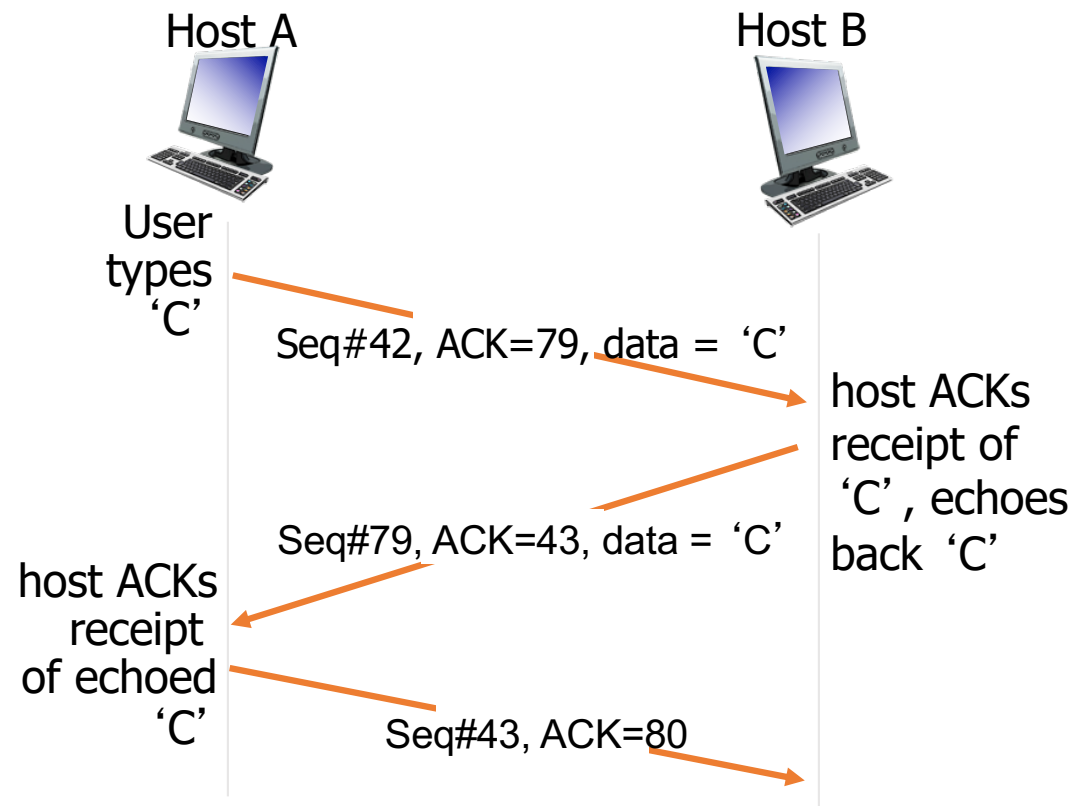 Host A
Host B
User
types
‘C’
Seq#42, ACK=79, data = ‘C’
host ACKs
receipt of
‘C’, echoes
back ‘C’
Seq#79, ACK=43, data = ‘C’
host ACKs
receipt
of echoed
‘C’
Seq#43, ACK=80